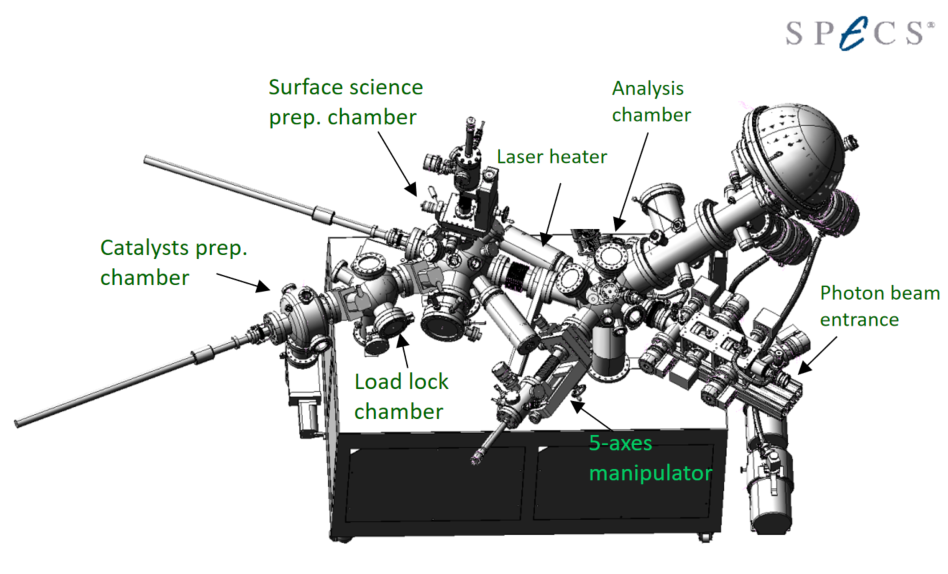 SPECS®
Surface science
prep. chamber
Analysis
chamber
Laser heater
Catalysts prep.
chamber
Photon beam
entrance
Load lock
chamber
5-axes
manipulator